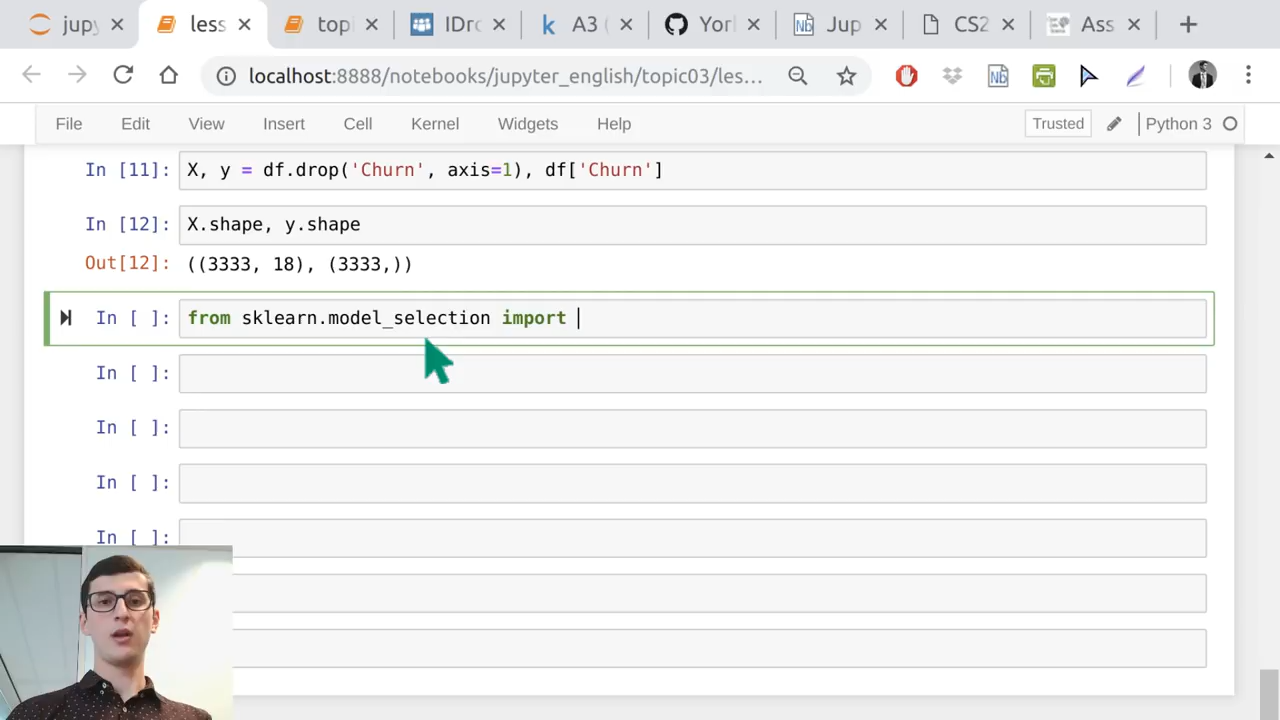 jupy less top IDro A3 ( Yor Jup CS2 Ass
localhost:8888/notebooks/jupyter_english/topic03/les...
File Edit View Insert Cell Kernel Widgets Help Trusted Python 3
In [11]: X, y = df.drop('Churn', axis=1), df['Churn']
In [12]: X.shape, y.shape
Out[12]: ((3333, 18), (3333,))
In [ ]: from sklearn.model_selection import
In [ ]:
In [ ]:
In [ ]:
In [ ]: